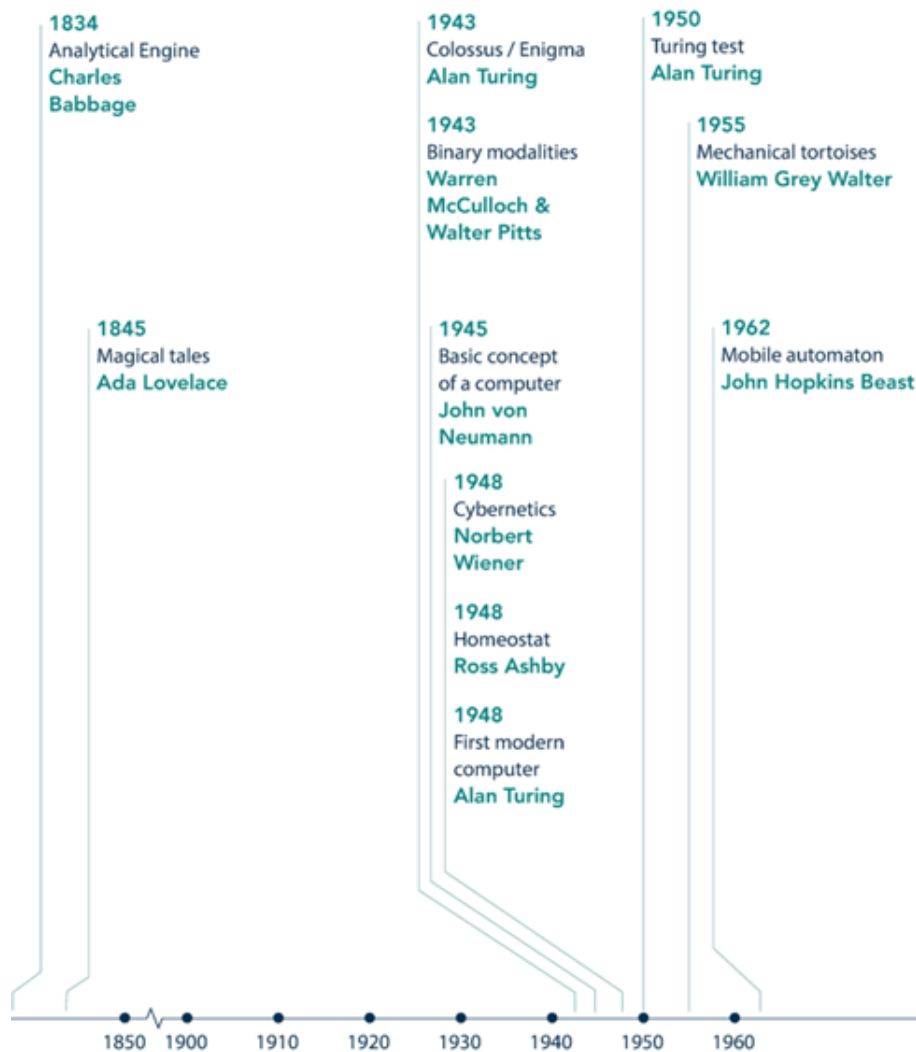 1834
Analytical Engine
Charles
Babbage
1845
Magical tales
Ada Lovelace
1943
Colossus / Enigma
Alan Turing
1943
Binary modalities
Warren
McCulloch &
Walter Pitts
1945
Basic concept
of a computer
John von
Neumann
1948
Cybernetics
Norbert
Wiener
1948
Homeostat
Ross Ashby
1948
First modern
computer
Alan Turing
1950
Turing test
Alan Turing
1955
Mechanical tortoises
William Grey Walter
1962
Mobile automaton
John Hopkins Beast
1850 1900 1910 1920 1930 1940 1950 1960